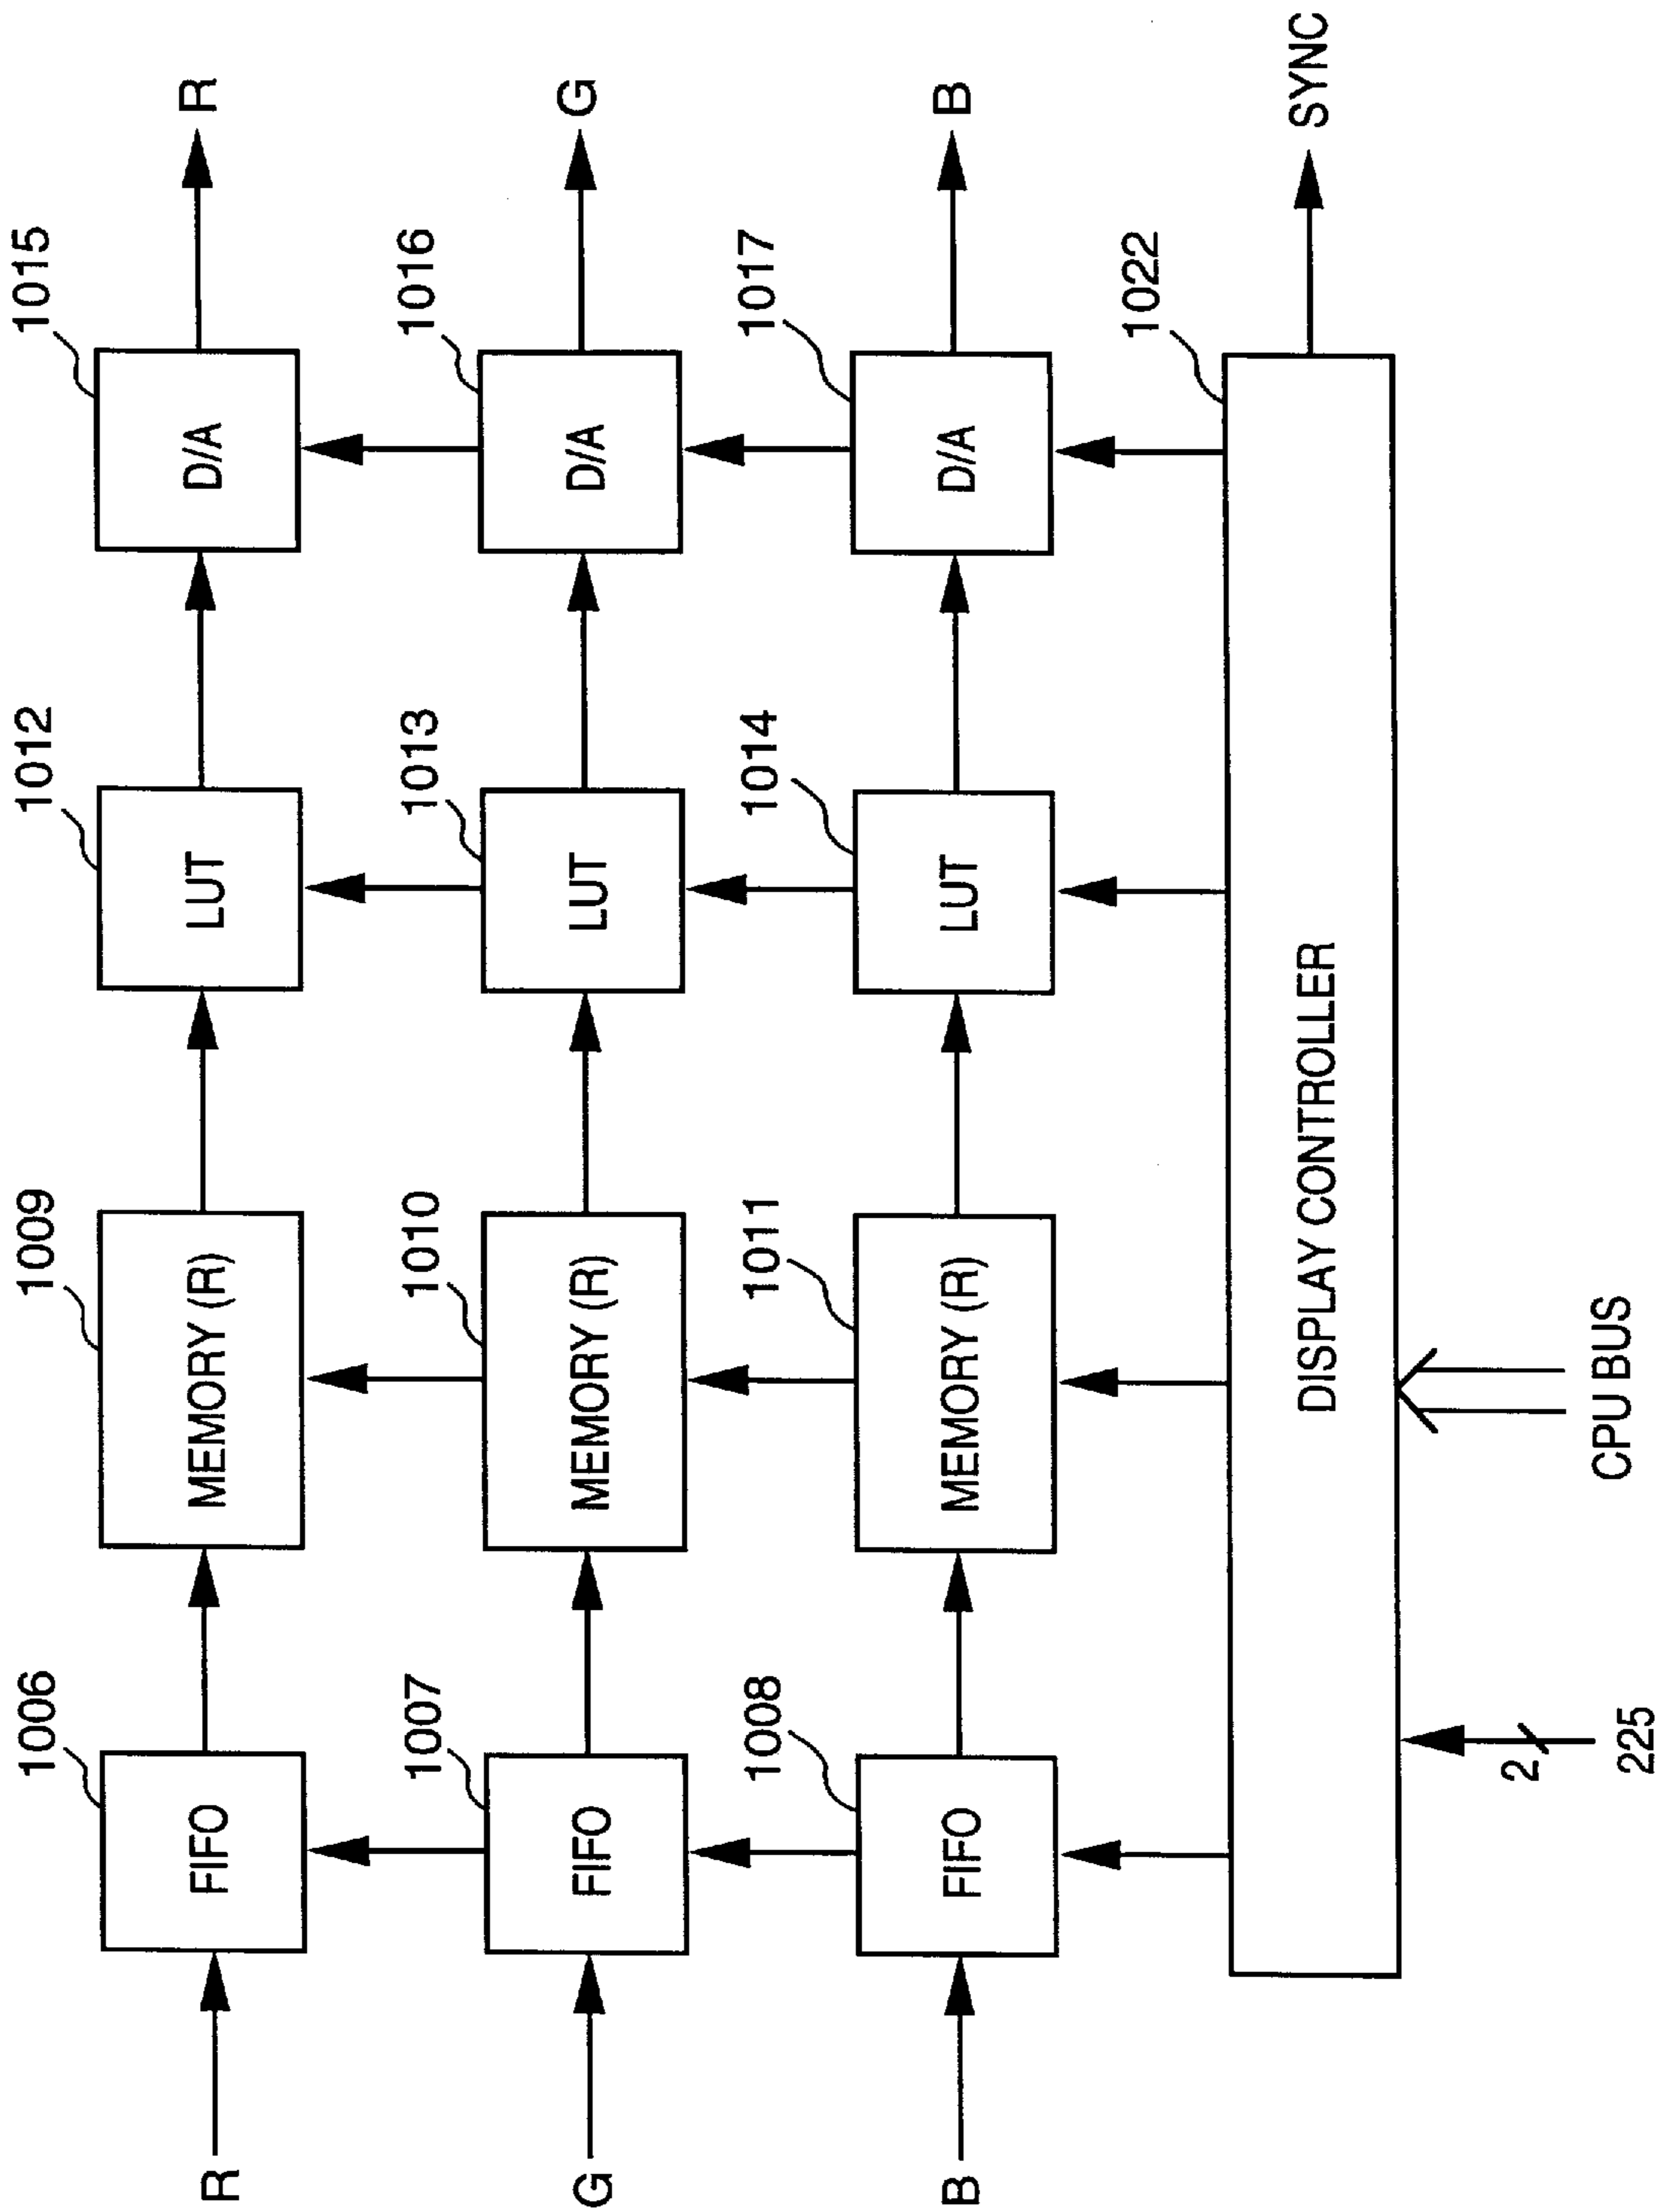 1006
1009
1012
1015
R
FIFO
MEMORY (R)
LUT
D/A
R
1007
1010
1013
1016
G
FIFO
MEMORY (R)
LUT
D/A
G
1008
1011
1014
1017
B
FIFO
MEMORY (R)
LUT
D/A
B
1022
DISPLAY CONTROLLER
SYNC
2
225
CPU BUS